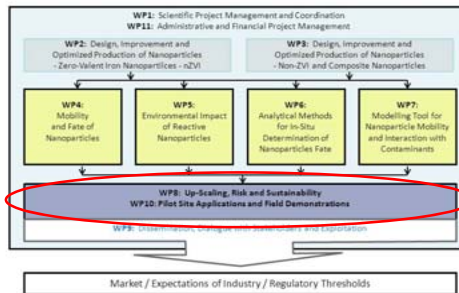 WP1: Scientific Project Management and Coordination
WP11: Administrative and Financial Project Management
WP2: Design, Improvement and
Optimized Production of Nanoparticles
- Zero-Valent Iron Nanoparticles - nZVI
WP3: Design, Improvement and
Optimized Production of Nanoparticles
- Non-ZVI and Composite Nanoparticles
WP4:
Mobility
and Fate of
Nanoparticles
WP5:
Environmental Impact
of Reactive
Nanoparticles
WP6:
Analytical Methods
for In-Situ
Determination of
Nanoparticles Fate
WP7:
Modelling Tool for
Nanoparticle Mobility
and Interaction with
Contaminants
WP8: Up-Scaling, Risk and Sustainability
WP10: Pilot Site Applications and Field Demonstrations
WP9: Dissemination, Dialogue with Stakeholders and Exploitation
Market / Expectations of Industry / Regulatory Thresholds